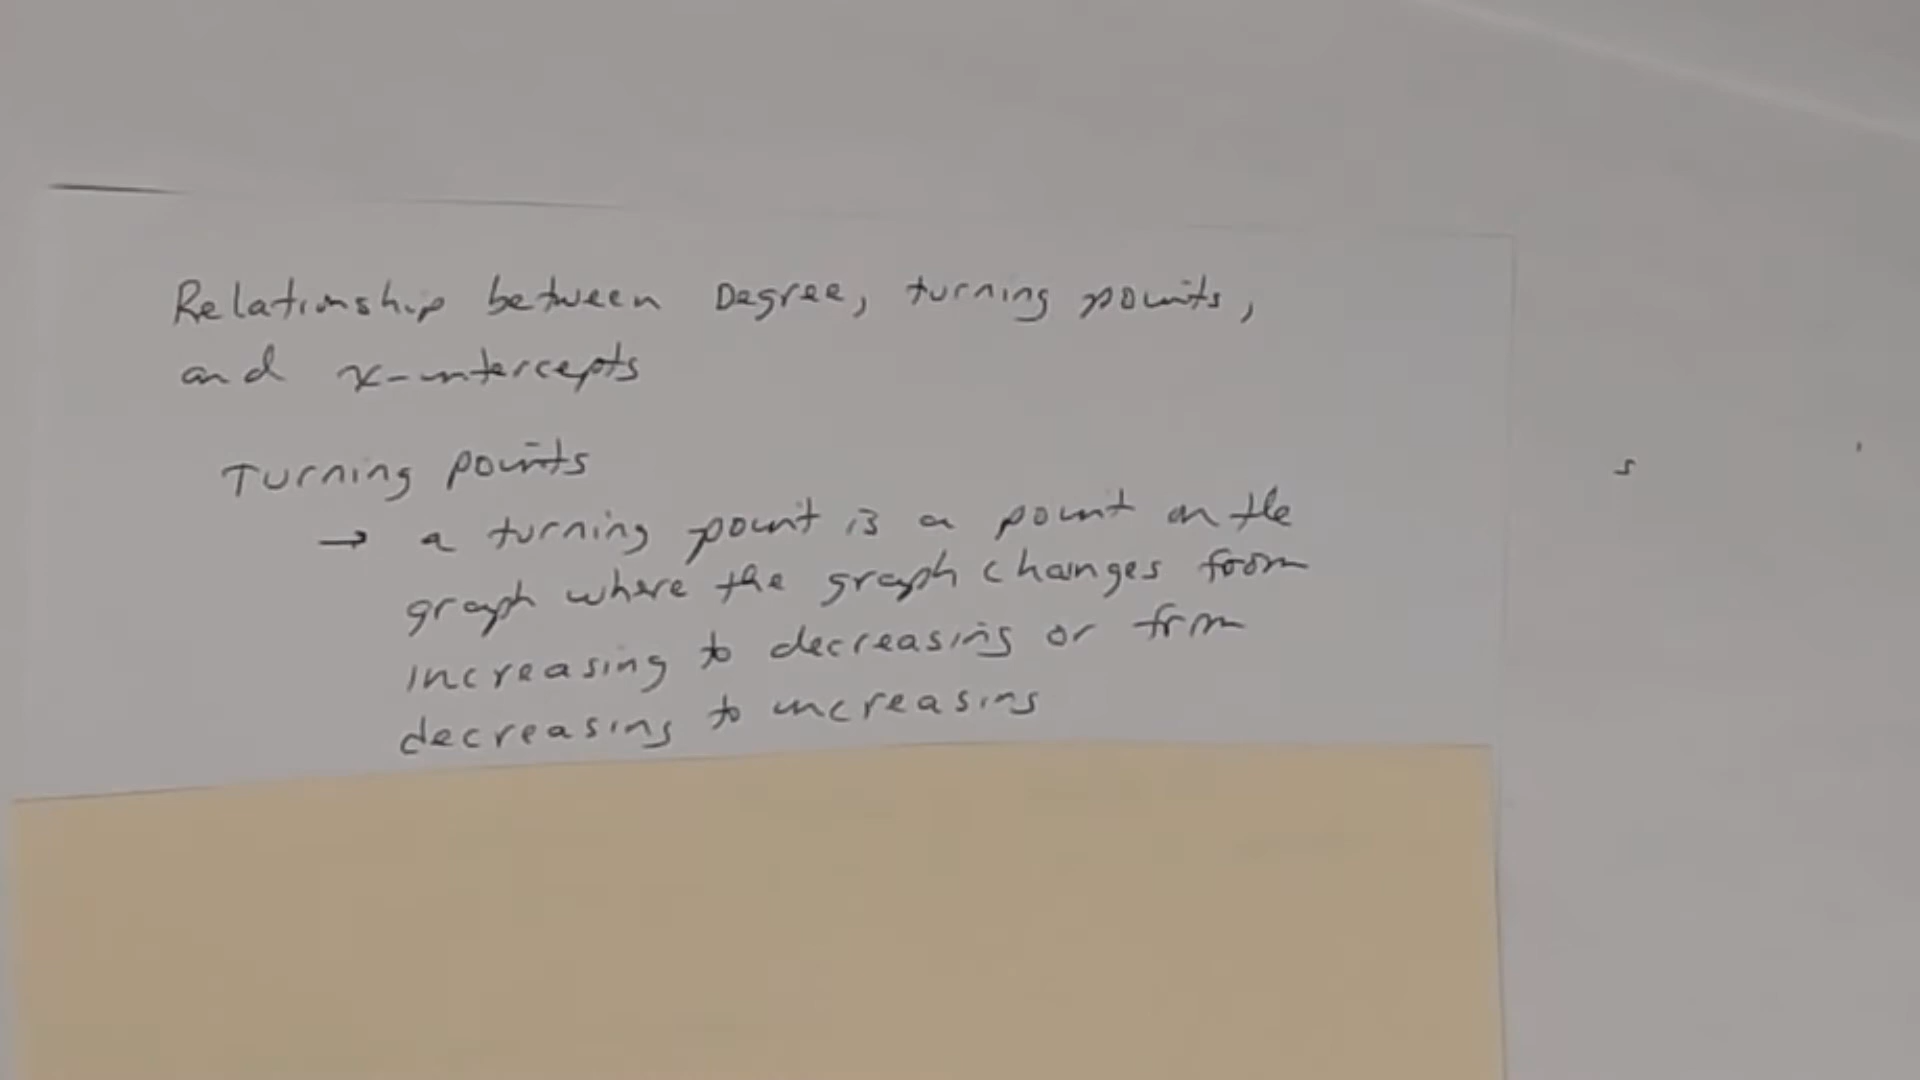 Relationship between Degree, turning points,
and x-intercepts
Turning points
→ a turning point is a point on the
graph where the graph changes from
increasing to decreasing or from
decreasing to increasing
s